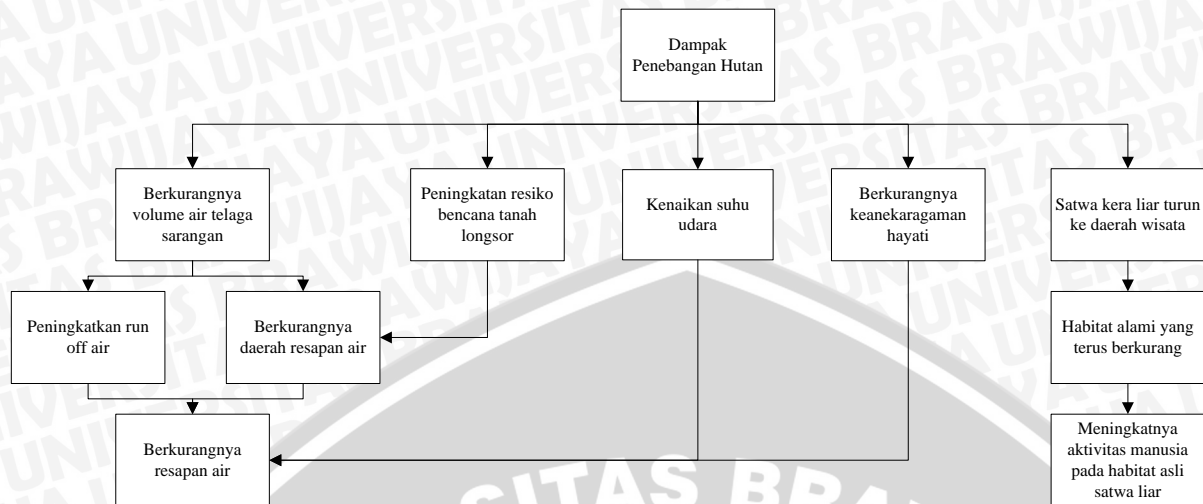 Dampak
Penebangan Hutan
Berkurangnya
volume air telaga
sarangan
Peningkatan resiko
bencana tanah
longsor
Kenaikan suhu
udara
Berkurangnya
keanekaragaman
hayati
Satwa kera liar turun
ke daerah wisata
Peningkatkan run
off air
Berkurangnya
daerah resapan air
Habitat alami yang
terus berkurang
Berkurangnya
resapan air
Meningkatnya
aktivitas manusia
pada habitat asli
satwa liar
SITAS BRA